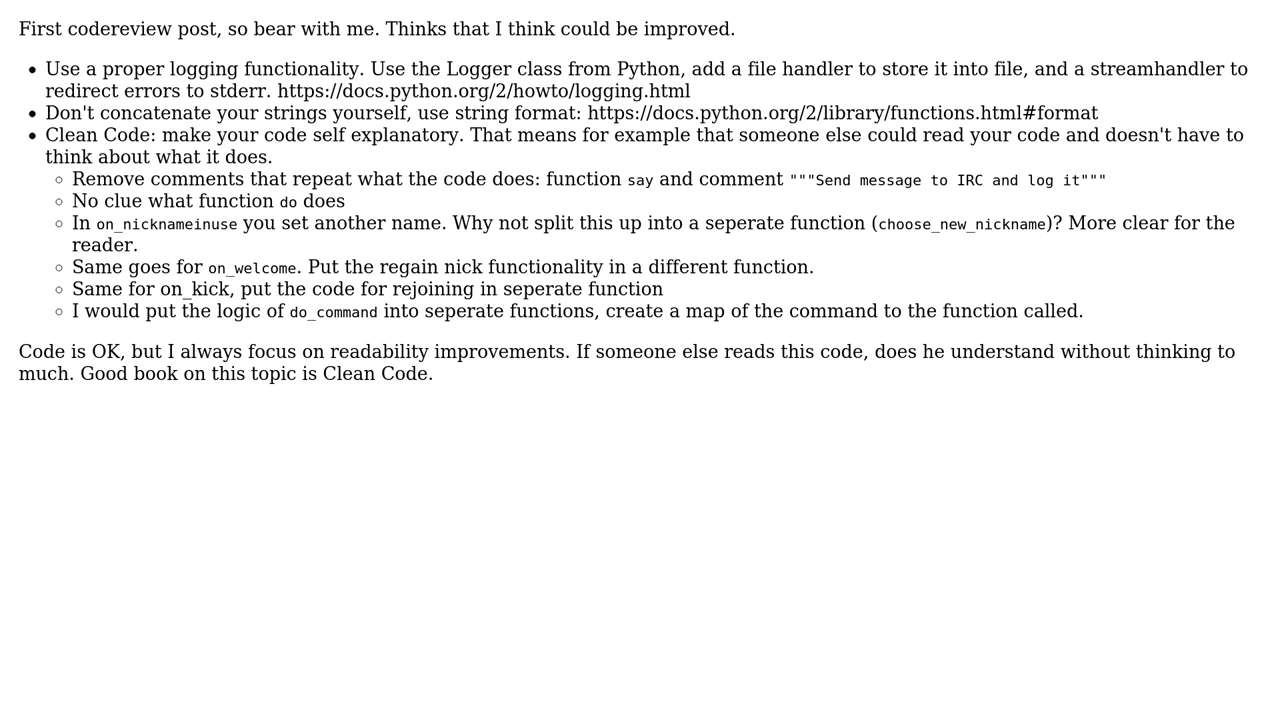 First codereview post, so bear with me. Thinks that I think could be improved.
Use a proper logging functionality. Use the Logger class from Python, add a file handler to store it into file, and a streamhandler to
redirect errors to stderr. https://docs.python.org/2/howto/logging.html
Don't concatenate your strings yourself, use string format: https://docs.python.org/2/library/functions.html#format
Clean Code: make your code self explanatory. That means for example that someone else could read your code and doesn't have to
think about what it does.
Remove comments that repeat what the code does: function say and comment """Send message to IRC and log it"""
No clue what function do does
In on_nicknameinuse you set another name. Why not split this up into a seperate function (choose_new_nickname)? More clear for the
reader.
Same goes for on_welcome. Put the regain nick functionality in a different function.
Same for on_kick, put the code for rejoining in seperate function
I would put the logic of do_command into seperate functions, create a map of the command to the function called.
Code is OK, but I always focus on readability improvements. If someone else reads this code, does he understand without thinking to
much. Good book on this topic is Clean Code.